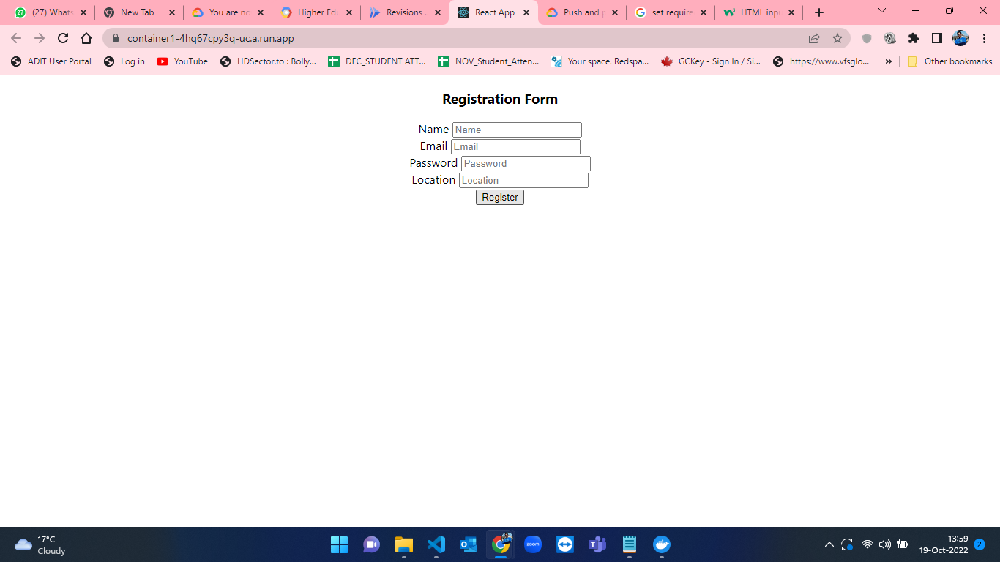 27 (27) Whats
New Tab
You are no
Higher Edu
Revisions
React App
Push and p
set require
HTML inpu
container1-4hq67cpy3q-uc.a.run.app
ADIT User Portal
Log in
YouTube
HDSector.to : Bolly...
DEC_STUDENT ATT...
NOV_Student_Atten...
Your space. Redspa...
GCKey - Sign In / Si...
https://www.vfsglo...
»
Other bookmarks
Registration Form
Name Name
Email Email
Password Password
Location Location
Register
17°C
Cloudy
zoom
13:59
19-Oct-2022
2